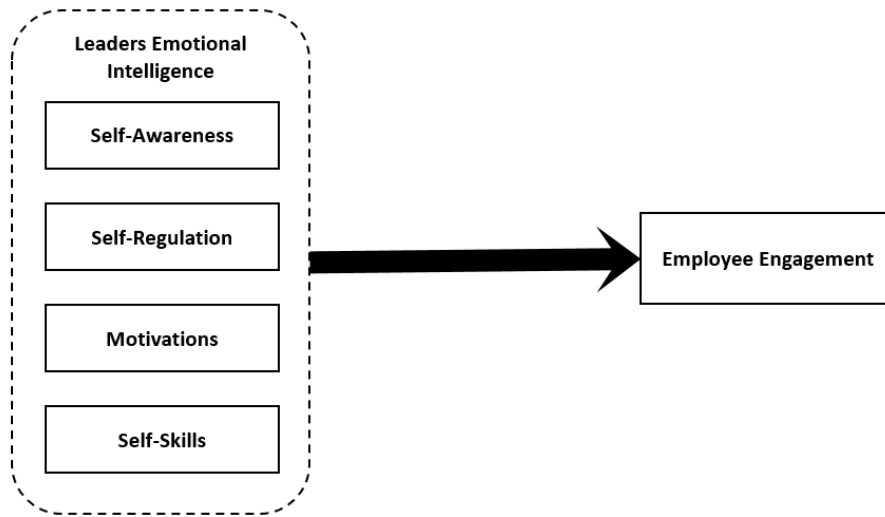 Leaders Emotional
Intelligence
Self-Awareness
Self-Regulation
Motivations
Self-Skills
Employee Engagement